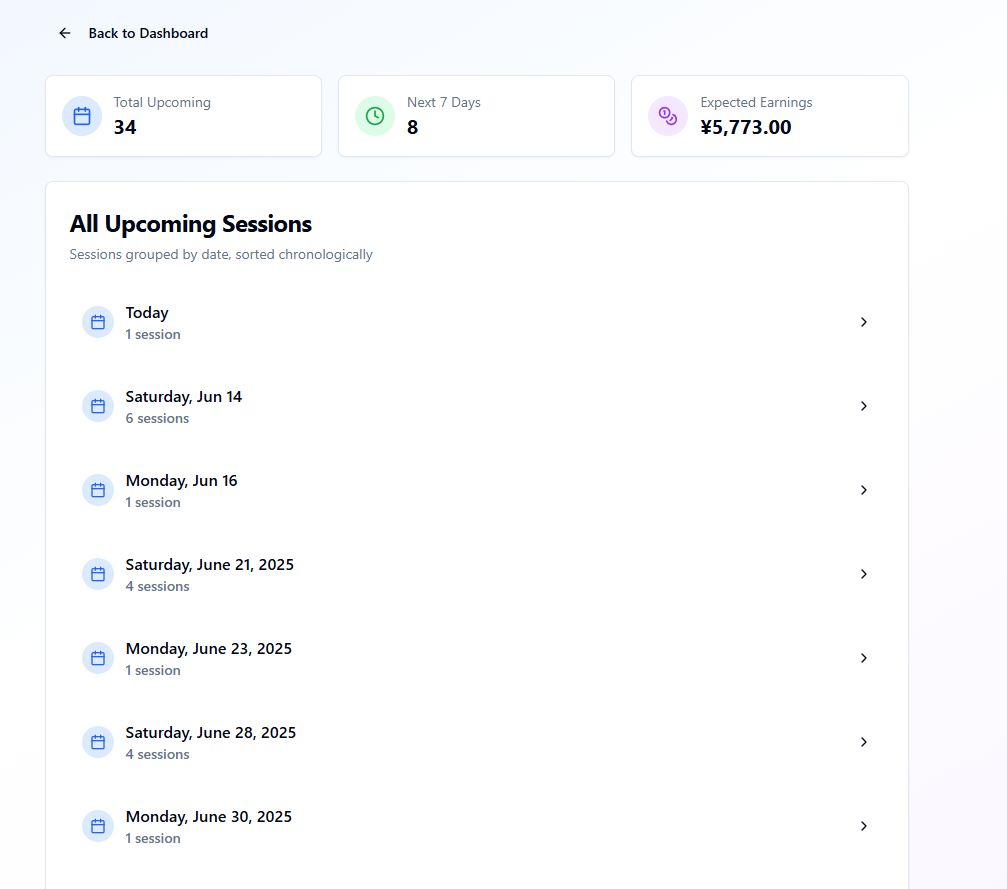 Back to Dashboard
Total Upcoming
34
Next 7 Days
8
Expected Earnings
¥5,773.00
All Upcoming Sessions
Sessions grouped by date, sorted chronologically
Today
1 session
Saturday, Jun 14
6 sessions
Monday, Jun 16
1 session
Saturday, June 21, 2025
4 sessions
Monday, June 23, 2025
1 session
Saturday, June 28, 2025
4 sessions
Monday, June 30, 2025
1 session